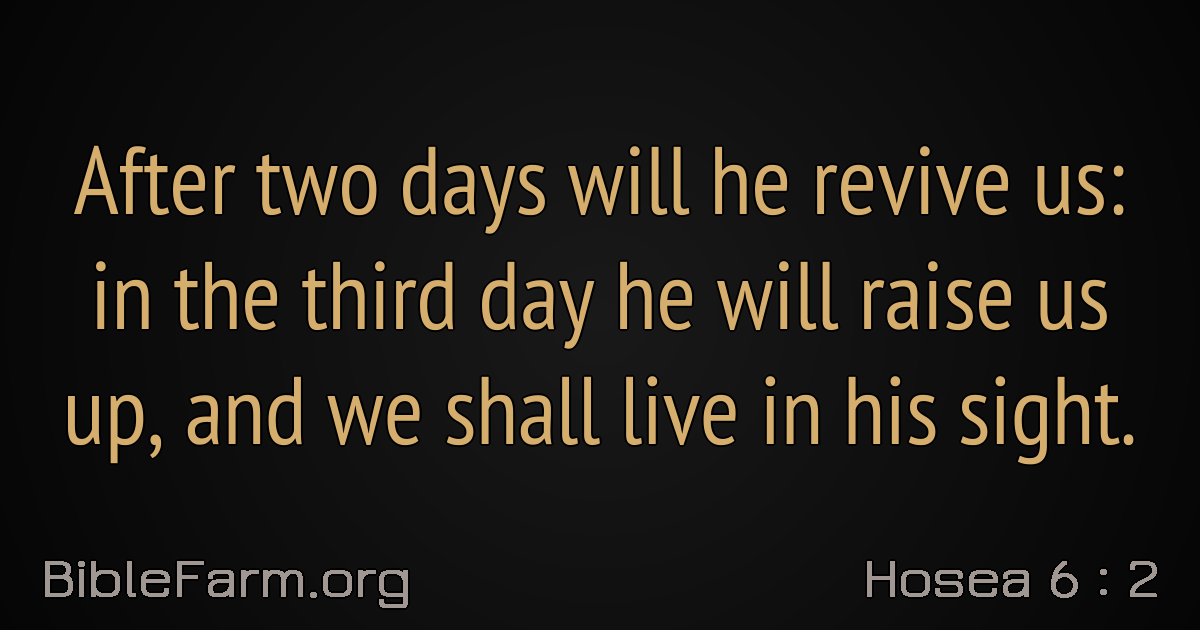 After two days will he revive us:
in the third day he will raise us
up, and we shall live in his sight.
BibleFarm.org
Hosea 6 : 2